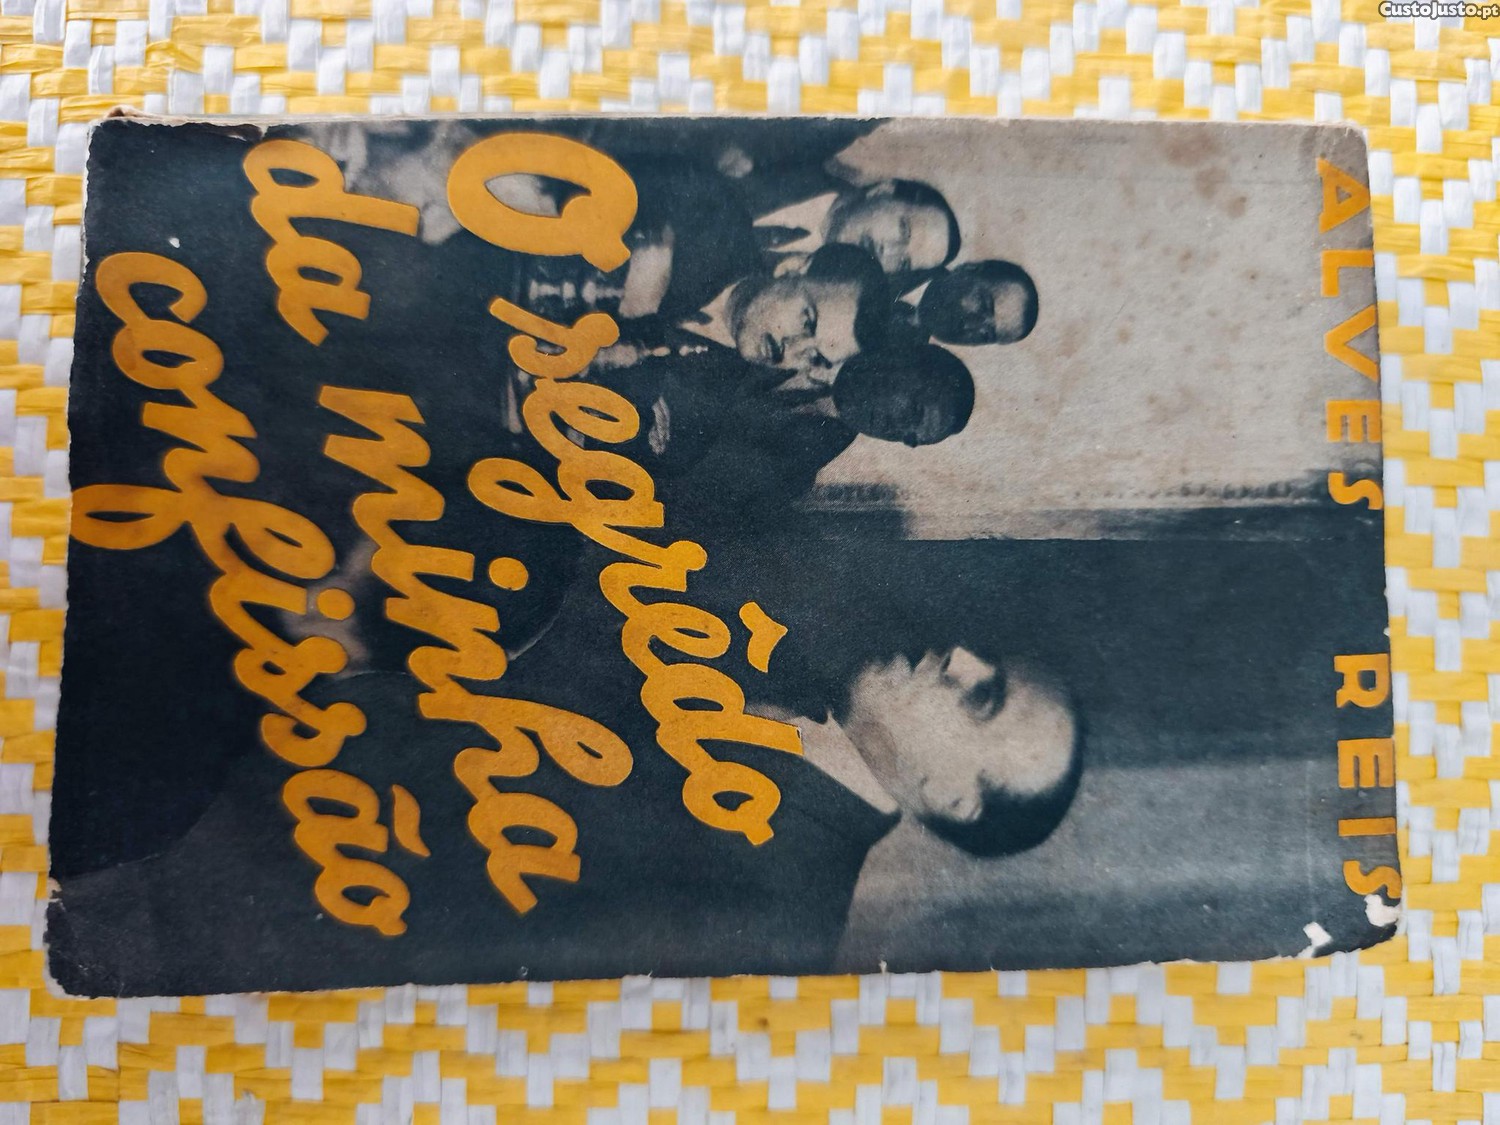 CustoJusto.pt
ALVES REIS
O segrêdo
da minha
confissão